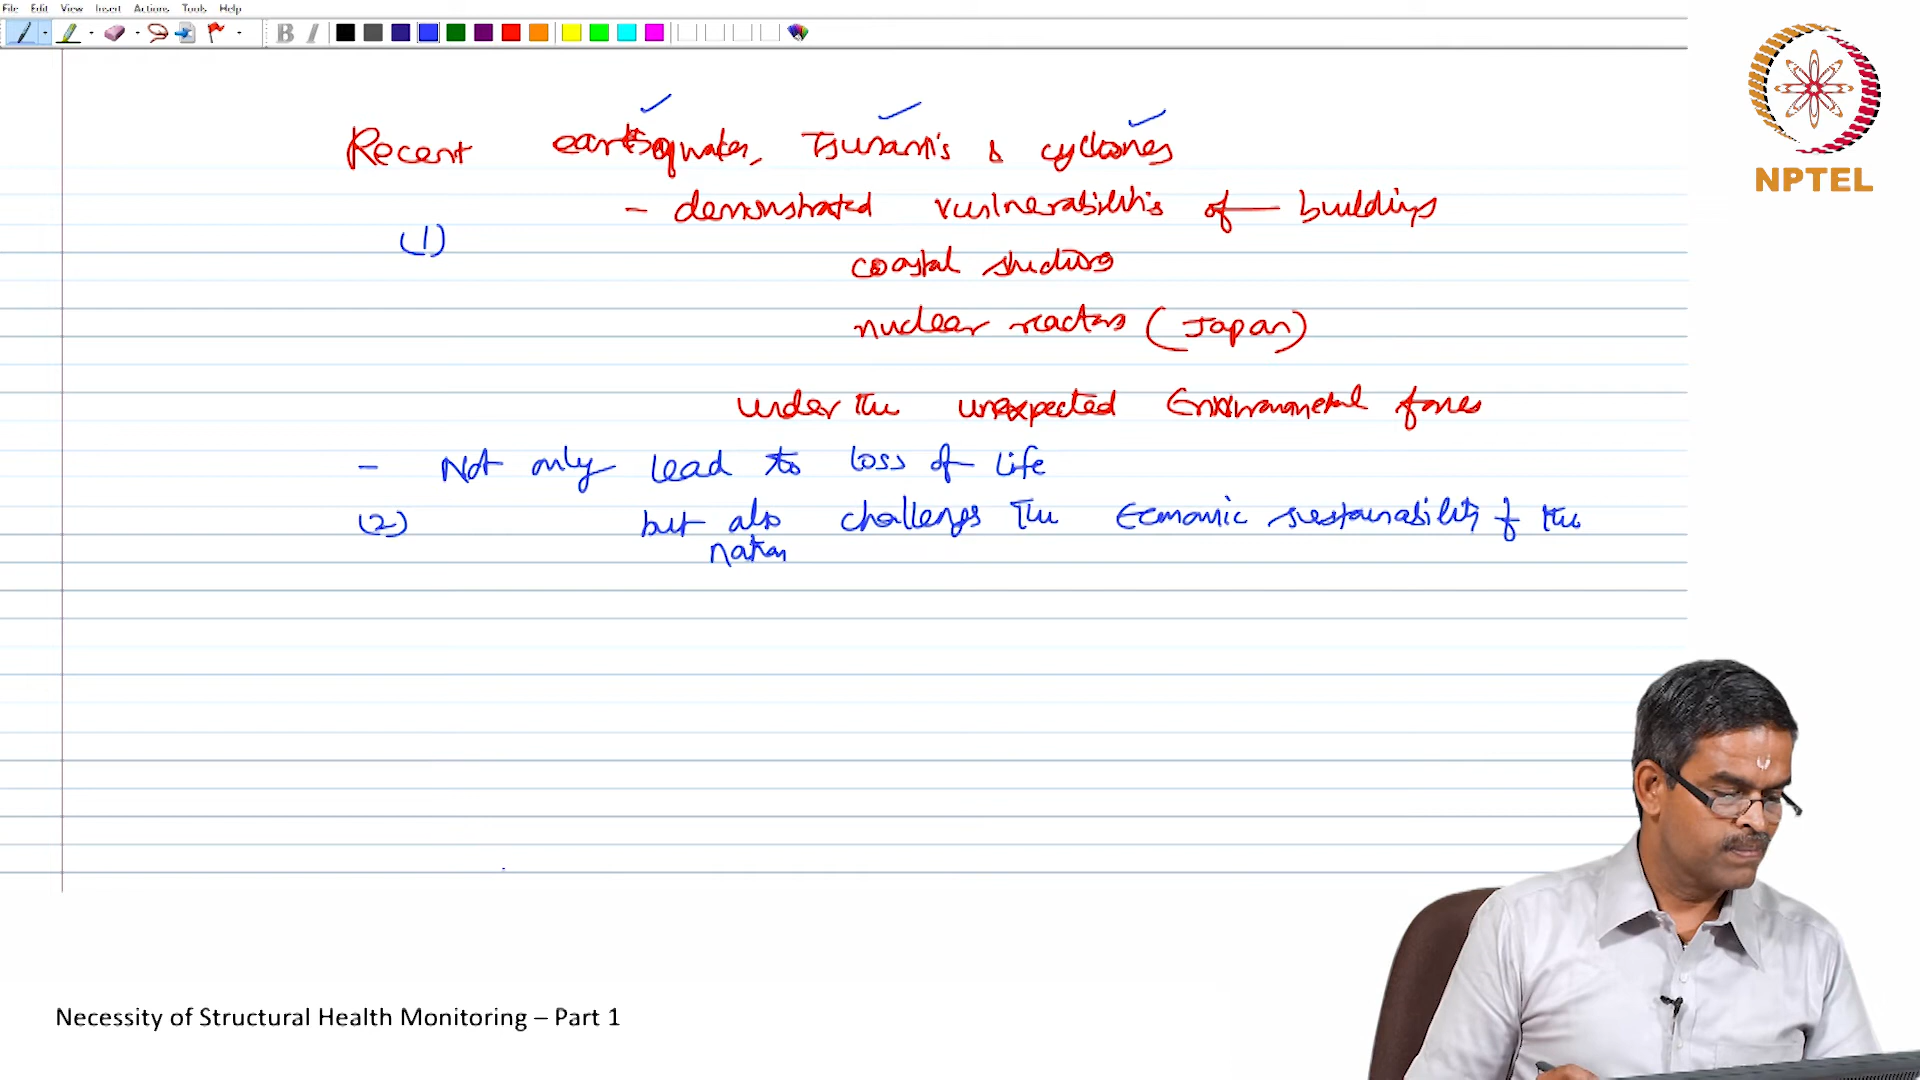 File Edit View Insert Actions Tools Help
B I
NPTEL
Recent earthquakes, Tsunamis & cyclones
- demonstrated vulnerabilities of buildings
(1)
coastal structures
nuclear reactors (Japan)
under the unexpected Environmental forces
- Not only lead to loss of life
(2) but also challenges the Economic sustainability of the
nation
Necessity of Structural Health Monitoring – Part 1